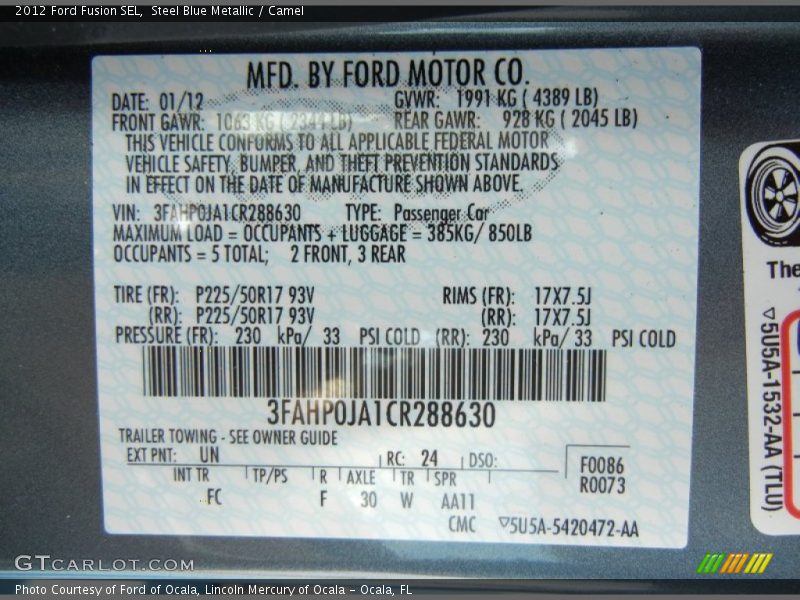 2012 Ford Fusion SEL, Steel Blue Metallic / Camel
MFD. BY FORD MOTOR CO.
DATE: 01/12 GVWR: 1991 KG ( 4389 LB)
FRONT GAWR: 1063 KG ( 2344 LB) REAR GAWR: 928 KG ( 2045 LB)
THIS VEHICLE CONFORMS TO ALL APPLICABLE FEDERAL MOTOR
VEHICLE SAFETY, BUMPER, AND THEFT PREVENTION STANDARDS
IN EFFECT ON THE DATE OF MANUFACTURE SHOWN ABOVE.
VIN: 3FAHP0JA1CR288630 TYPE: Passenger Car
MAXIMUM LOAD = OCCUPANTS + LUGGAGE = 385KG/ 850LB
OCCUPANTS = 5 TOTAL; 2 FRONT, 3 REAR
TIRE (FR): P225/50R17 93V RIMS (FR): 17X7.5J
(RR): P225/50R17 93V (RR): 17X7.5J
PRESSURE (FR): 230 kPa/ 33 PSI COLD (RR): 230 kPa/ 33 PSI COLD
3FAHP0JA1CR288630
TRAILER TOWING - SEE OWNER GUIDE
EXT PNT: UN RC: 24 DSO:
INT TR TP/PS R AXLE TR SPR
FC F 30 W AA11
F0086
R0073
CMC ▽5U5A-5420472-AA
The
▽5U5A-1532-AA (TLU)
GTCARLOT.COM
Photo Courtesy of Ford of Ocala, Lincoln Mercury of Ocala – Ocala, FL